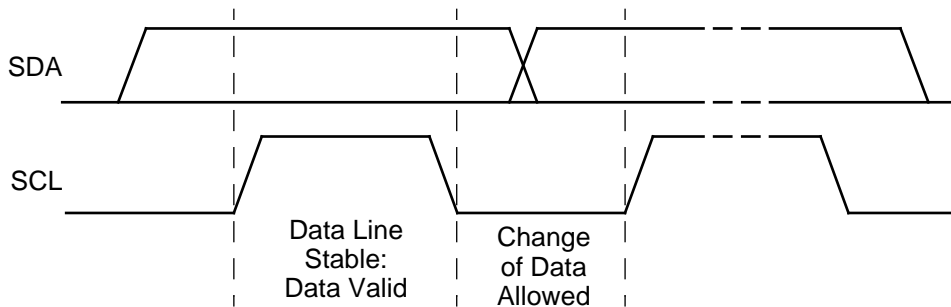 SDA
SCL
Data Line
Stable:
Data Valid
Change
of Data
Allowed